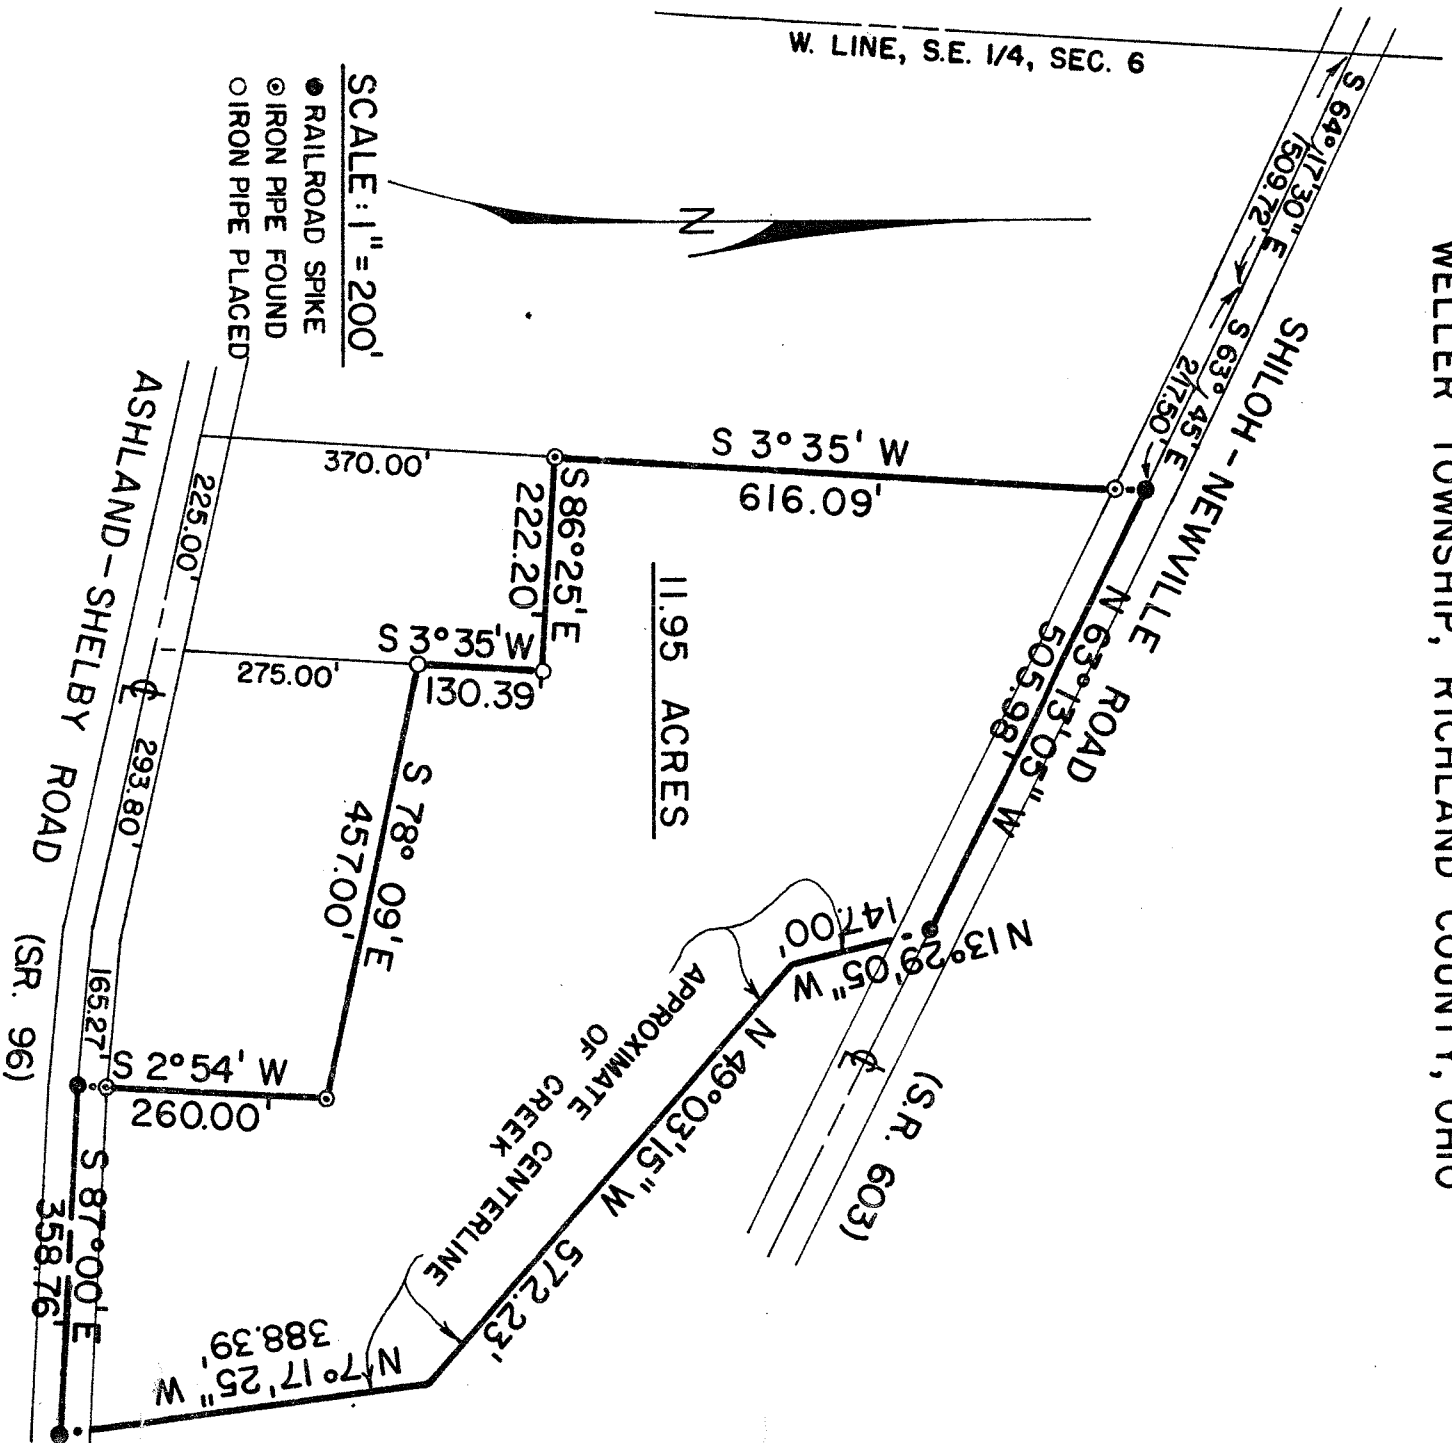 WELLER TOWNSHIP, RICHLAND COUNTY, OHIO
W. LINE, S.E. 1/4, SEC. 6
S 64° 17' 30" E
1509.72'
S 63° 45' E
217.50'
SHILOH - NEWVILLE ROAD (S.R. 603)
N 63° 13' 05" W
505.98'
N
SCALE: 1" = 200'
RAILROAD SPIKE
IRON PIPE FOUND
IRON PIPE PLACED
S 3° 35' W
616.09'
370.00'
S 86° 25' E
222.20'
11.95 ACRES
S 3° 35' W
130.39'
275.00'
225.00'
293.80'
165.27'
S 78° 09' E
457.00'
S 2° 54' W
260.00'
ASHLAND - SHELBY ROAD (SR. 96)
S 87° 00' E
358.76'
N 7° 17' 25" W
388.39'
N 49° 03' 15" W 572.23'
N 13° 29' 05" W
147.00'
APPROXIMATE CENTERLINE
OF CREEK